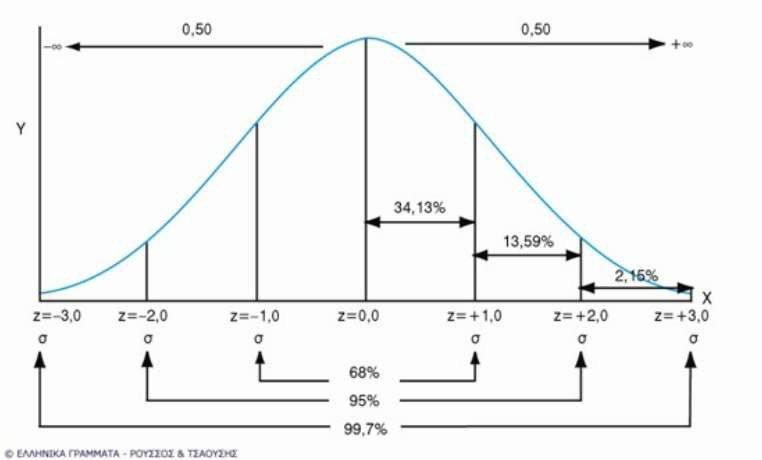 0,50 0,50
−∞ +∞
Y
34,13%
13,59%
2,15%
X
z=−3,0 z=−2,0 z=−1,0 z=0,0 z=+1,0 z=+2,0 z=+3,0
σ σ σ σ σ σ
68%
95%
99,7%
© ΕΛΛΗΝΙΚΑ ΓΡΑΜΜΑΤΑ - ΡΟΥΣΣΟΣ & ΤΣΑΟΥΣΗΣ